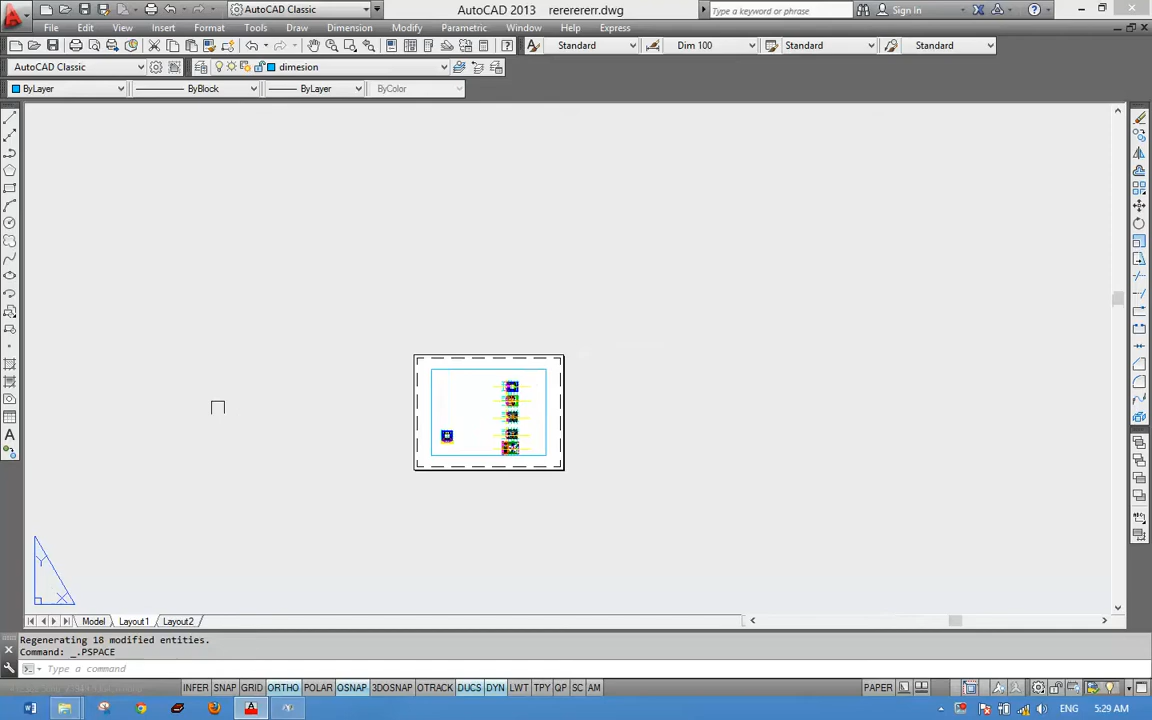 AutoCAD Classic
AutoCAD 2013 rererererr.dwg
Type a keyword or phrase
Sign In
File Edit View Insert Format Tools Draw Dimension Modify Parametric Window Help Express
Standard Dim 100 Standard Standard
AutoCAD Classic dimesion
ByLayer ByBlock ByLayer ByColor
Y
X
Model Layout1 Layout2
Regenerating 18 modified entities.
Command: _.PSPACE
Type a command
INFER SNAP GRID ORTHO POLAR OSNAP 3DOSNAP OTRACK DUCS DYN LWT TPY QP SC AM PAPER
ENG 5:29 AM